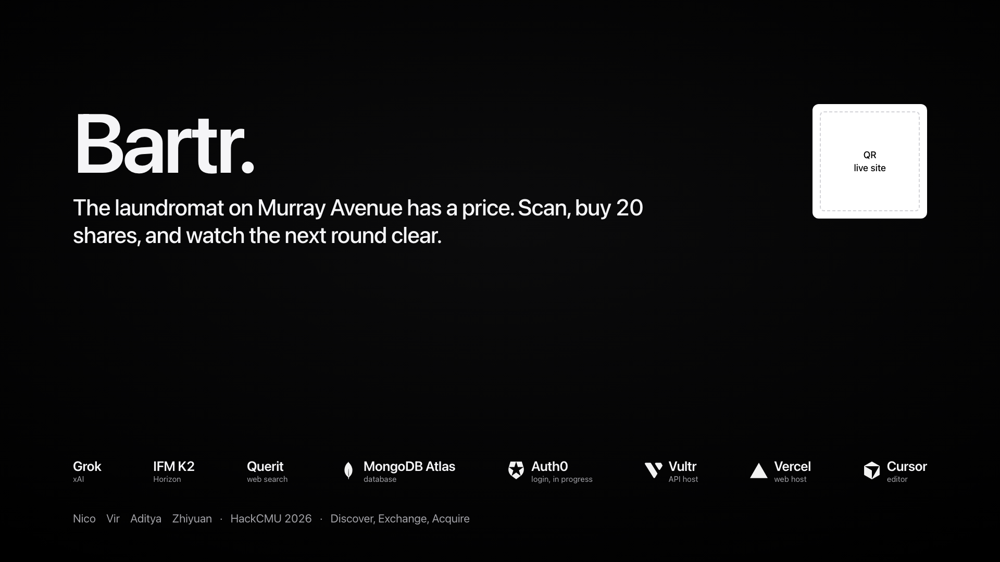 Bartr.
The laundromat on Murray Avenue has a price. Scan, buy 20
shares, and watch the next round clear.
QR
live site
Grok
xAI
IFM K2
Horizon
Querit
web search
MongoDB Atlas
database
Auth0
login, in progress
Vultr
API host
Vercel
web host
Cursor
editor
Nico Vir Aditya Zhiyuan · HackCMU 2026 · Discover, Exchange, Acquire